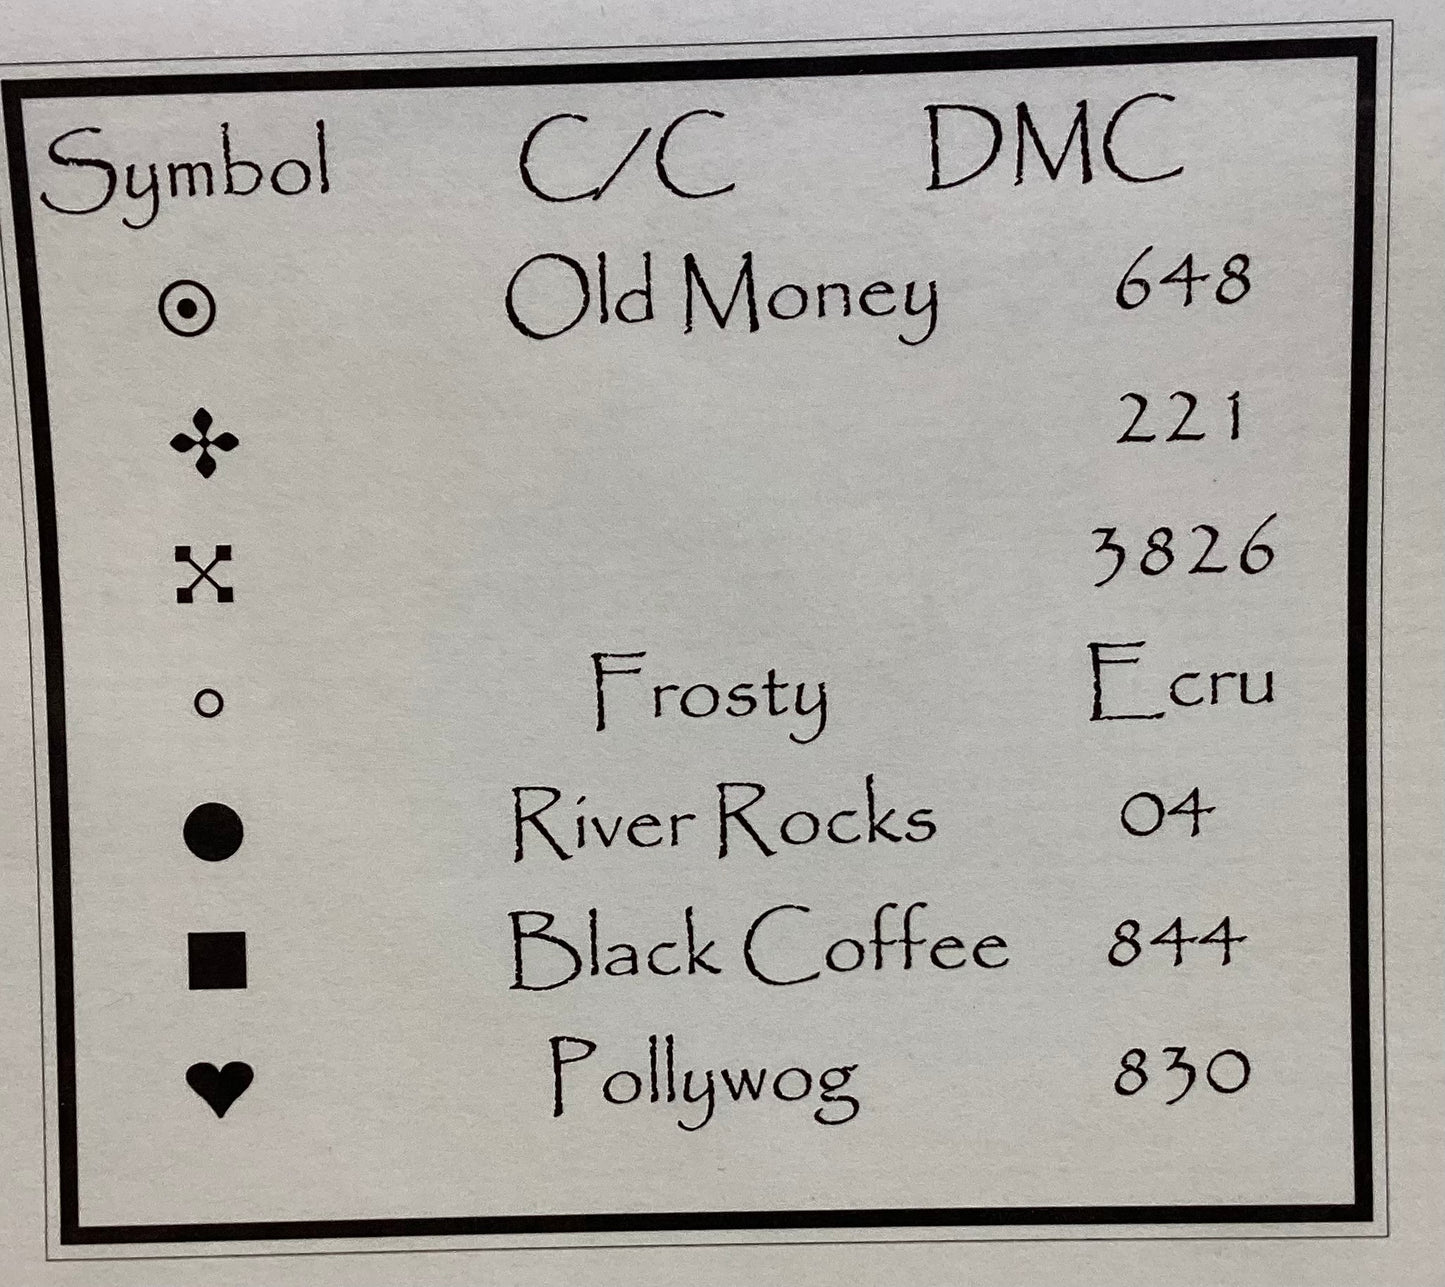 Symbol C/C DMC
Old Money 648
221
3826
Frosty Ecru
River Rocks 04
Black Coffee 844
Pollywog 830